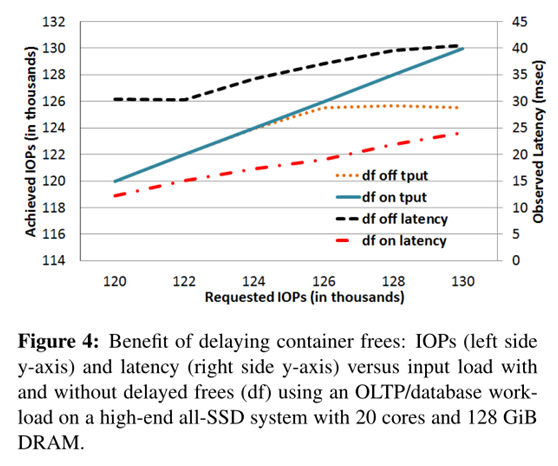 132
130
128
126
124
122
120
118
116
114
Achieved IOPs (in thousands)
45
40
35
30
25
20
15
10
5
0
Observed Latency (msec)
df off tput
df on tput
df off latency
df on latency
120 122 124 126 128 130
Requested IOPs (in thousands)
Figure 4: Benefit of delaying container frees: IOPs (left side
y-axis) and latency (right side y-axis) versus input load with
and without delayed frees (df) using an OLTP/database work-
load on a high-end all-SSD system with 20 cores and 128 GiB
DRAM.